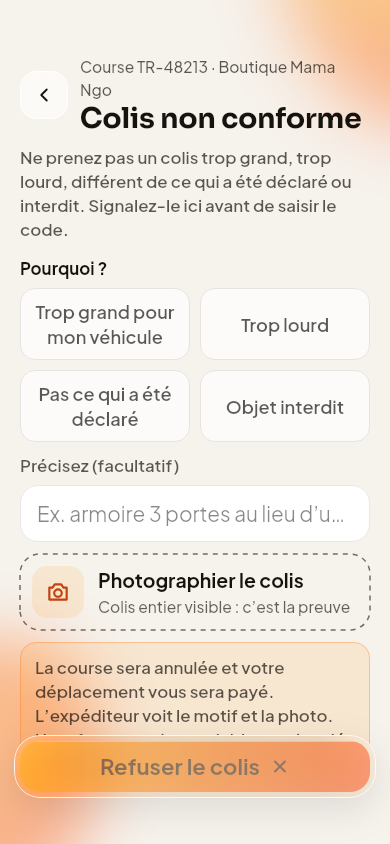 Course TR-48213 · Boutique Mama
Ngo
Colis non conforme
Ne prenez pas un colis trop grand, trop
lourd, différent de ce qui a été déclaré ou
interdit. Signalez-le ici avant de saisir le
code.
Pourquoi ?
Trop grand pour
mon véhicule
Trop lourd
Pas ce qui a été
déclaré
Objet interdit
Précisez (facultatif)
Ex. armoire 3 portes au lieu d’u...
Photographier le colis
Colis entier visible : c’est la preuve
La course sera annulée et votre
déplacement vous sera payé.
L’expéditeur voit le motif et la photo.
Refuser le colis